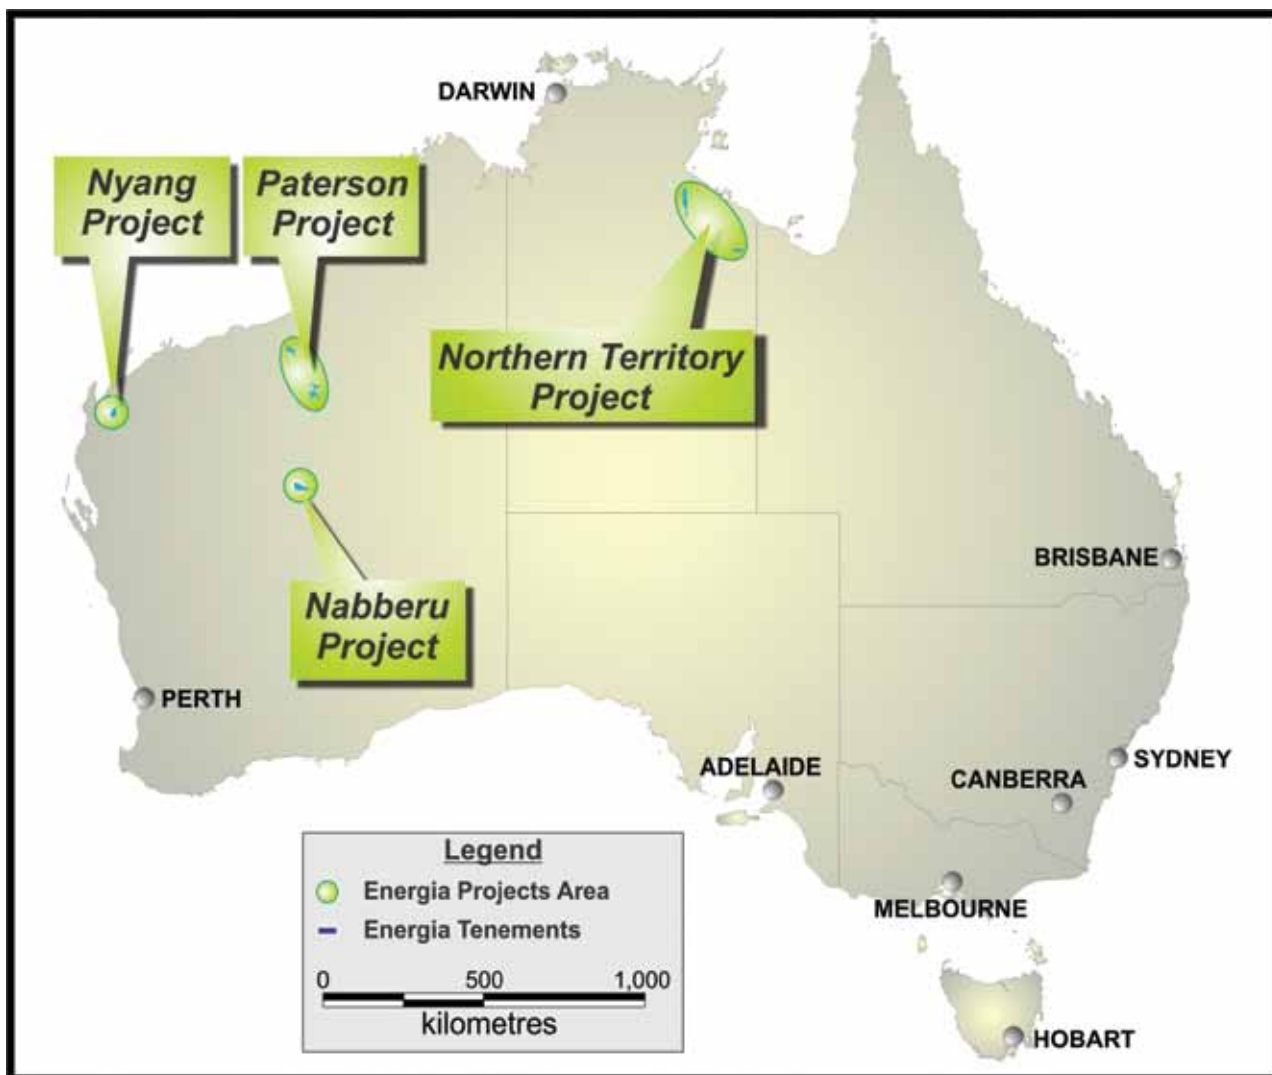 DARWIN
Nyang
Project
Paterson
Project
Northern Territory
Project
Nabberu
Project
BRISBANE
PERTH
SYDNEY
ADELAIDE
CANBERRA
MELBOURNE
HOBART
Legend
Energia Projects Area
Energia Tenements
0 500 1,000
kilometres